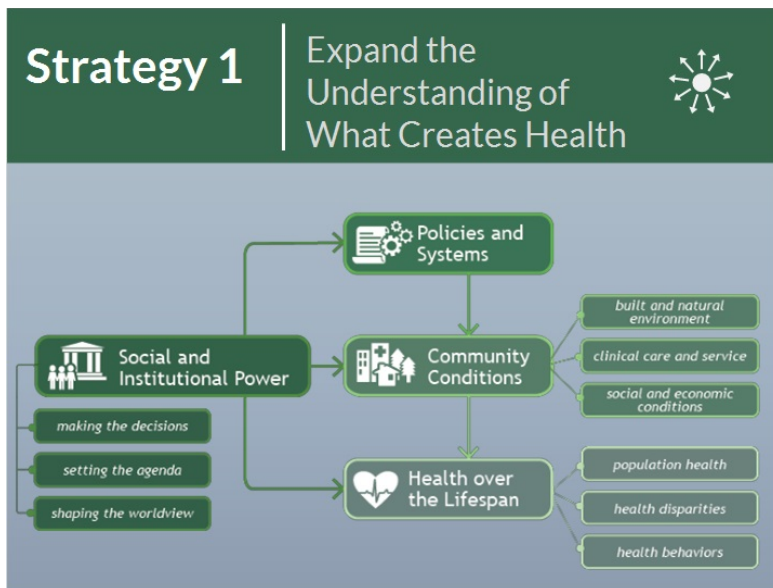 Strategy 1
Expand the
Understanding of
What Creates Health
Policies and
Systems
Social and
Institutional Power
making the decisions
setting the agenda
shaping the worldview
Community
Conditions
built and natural
environment
clinical care and service
social and economic
conditions
Health over
the Lifespan
population health
health disparities
health behaviors